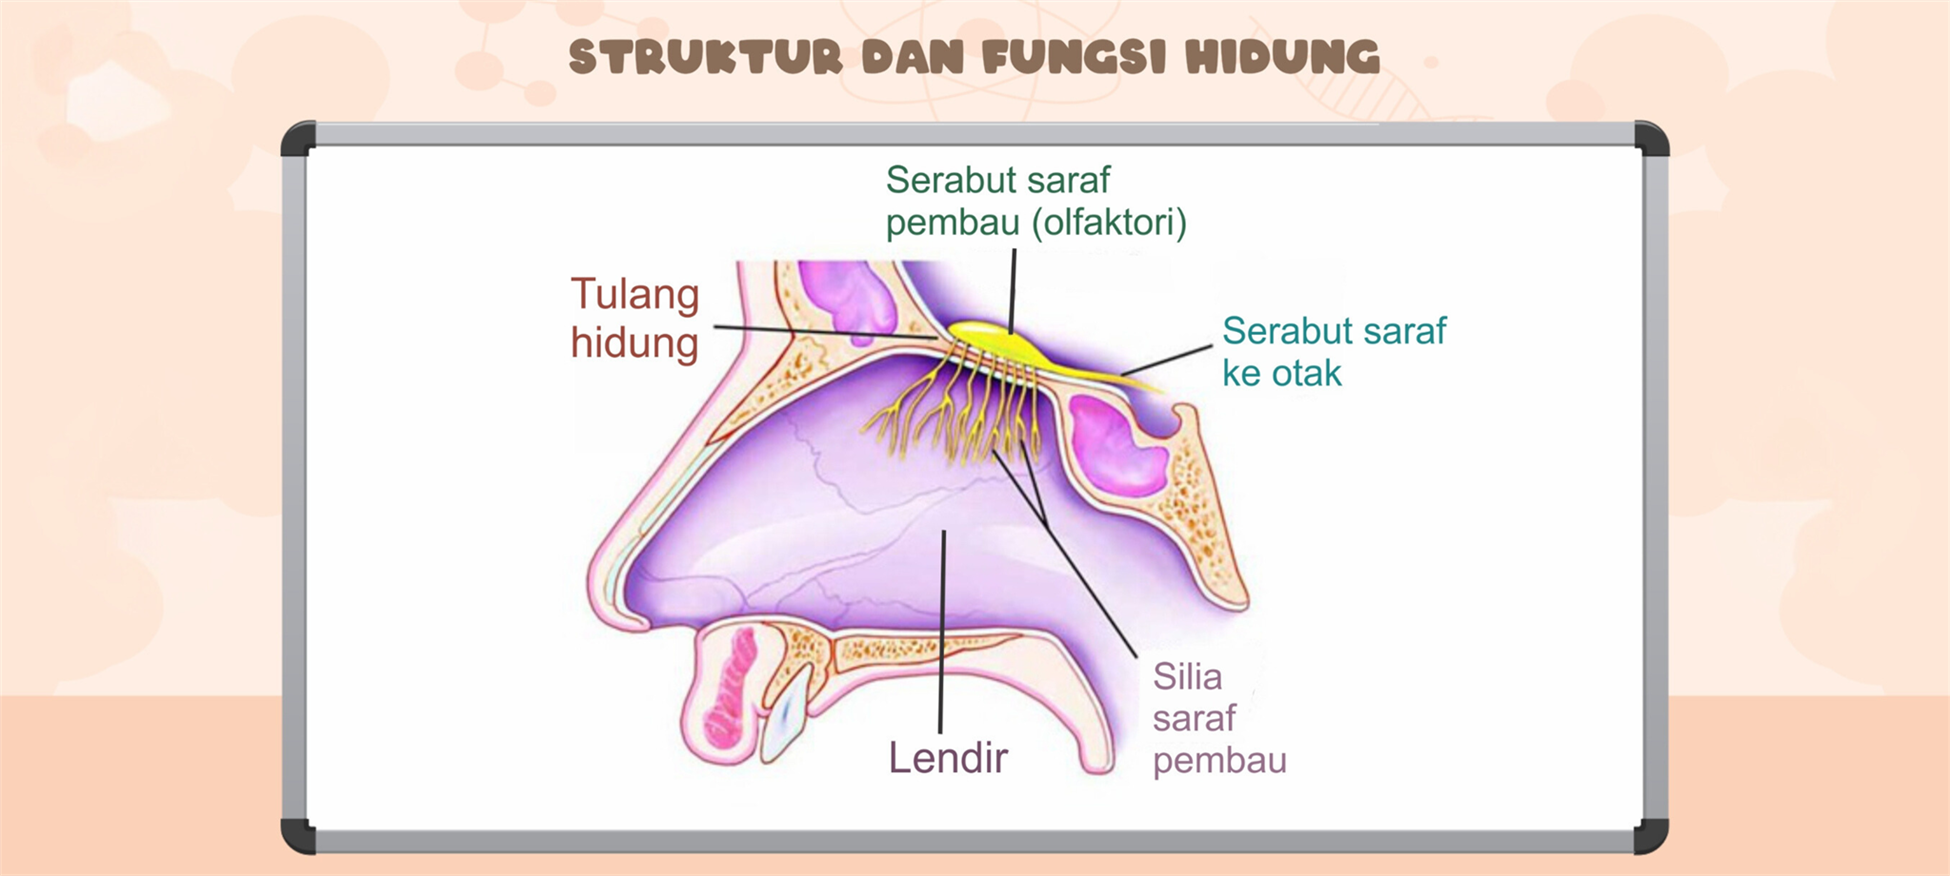 STRUKTUR DAN FUNGSI HIDUNG
Serabut saraf
pembau (olfaktori)
Tulang
hidung
Serabut saraf
ke otak
Silia
saraf
pembau
Lendir